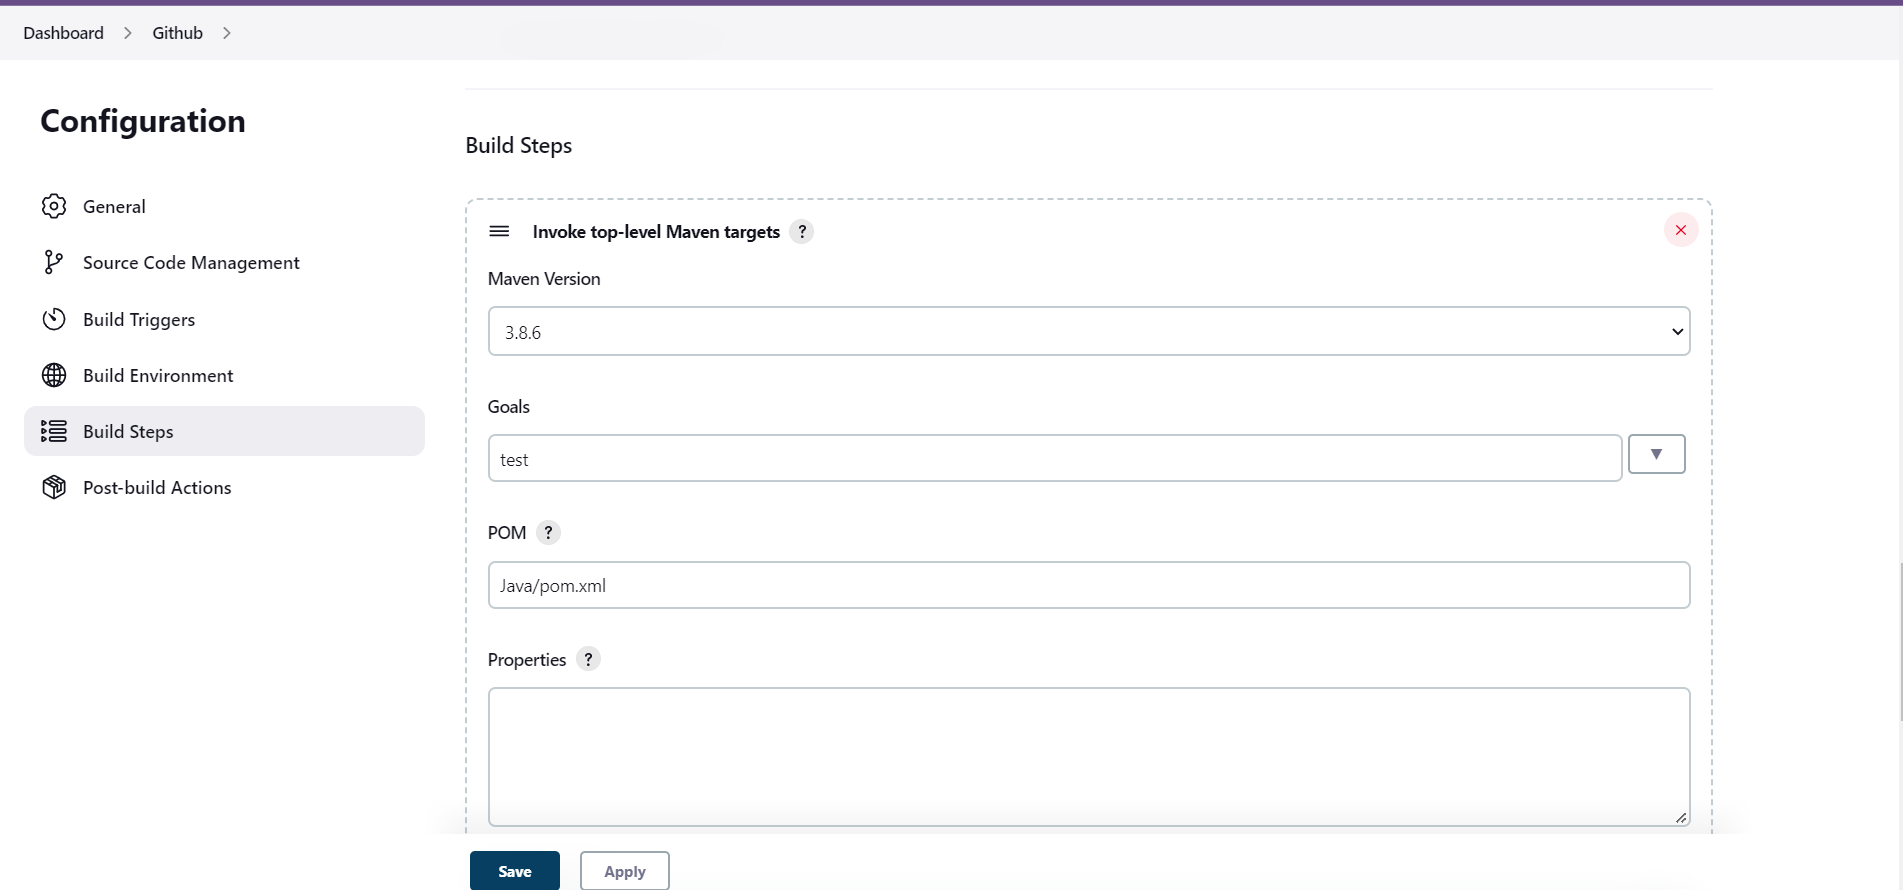 Dashboard > Github >
Configuration
General
Source Code Management
Build Triggers
Build Environment
Build Steps
Post-build Actions
Build Steps
Invoke top-level Maven targets ?
Maven Version
3.8.6
Goals
test
POM ?
Java/pom.xml
Properties ?
Save
Apply